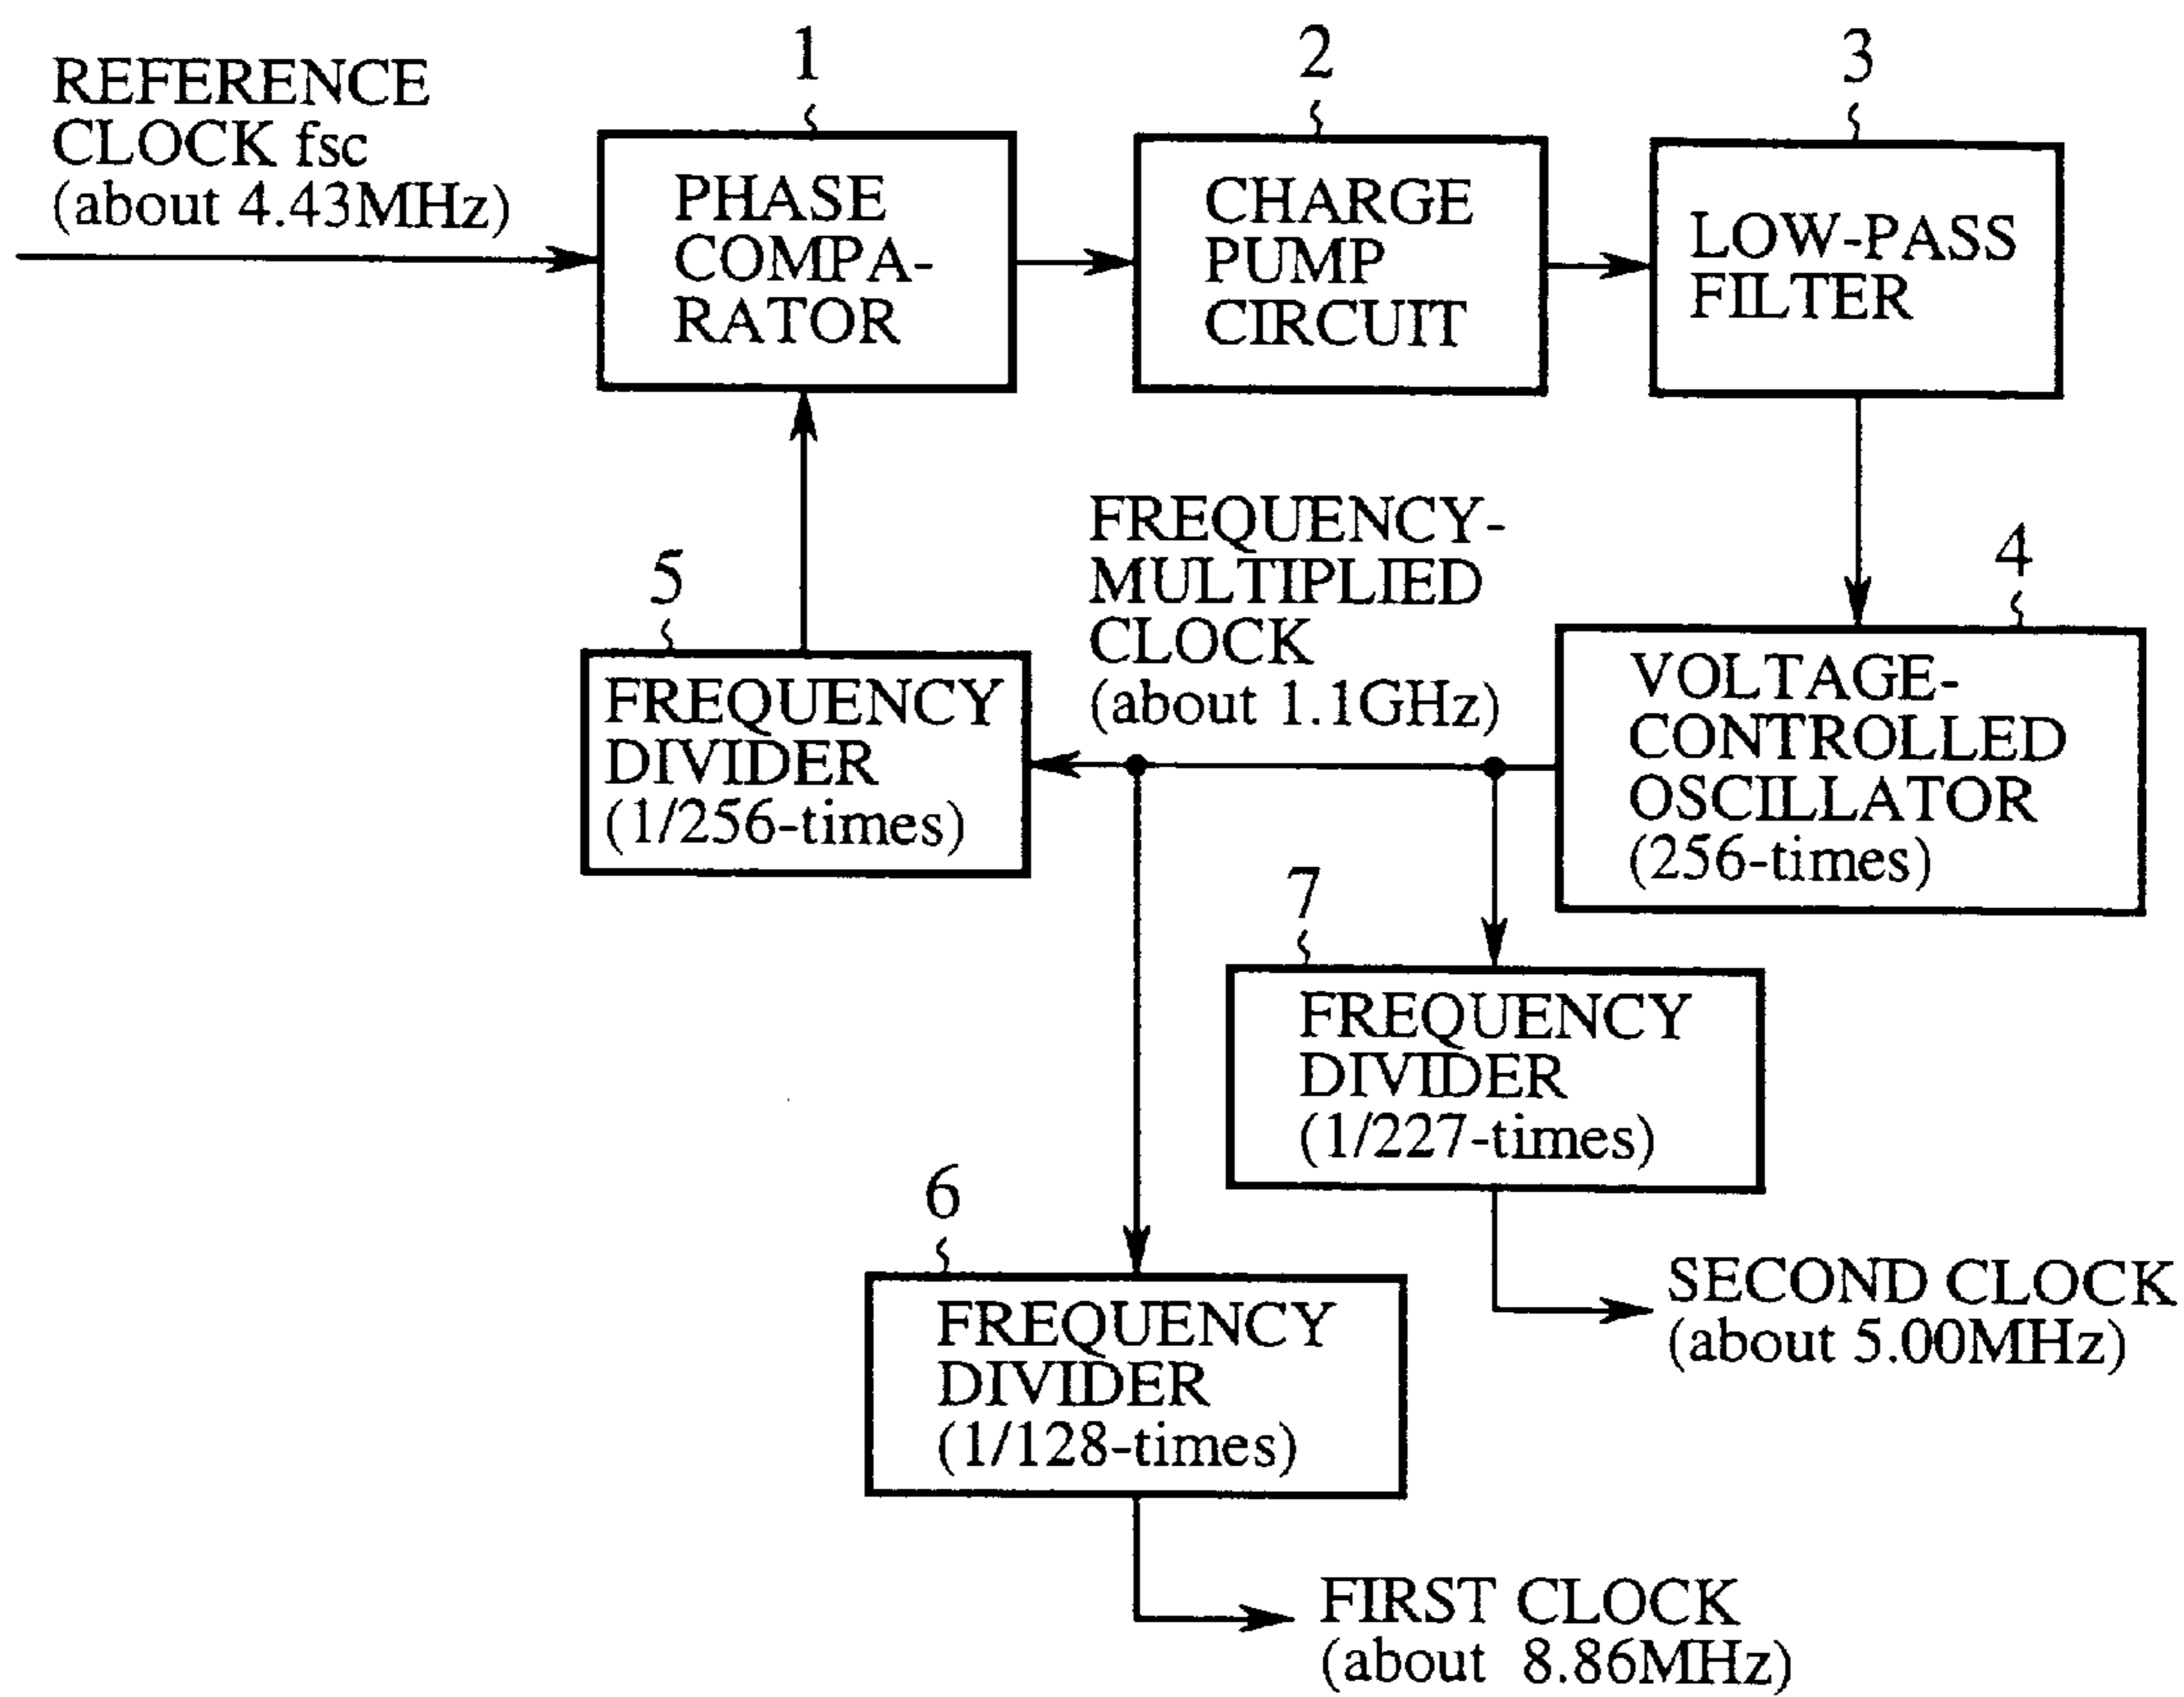 REFERENCE
CLOCK fsc
(about 4.43MHz)
1
PHASE
COMPA-
RATOR
2
CHARGE
PUMP
CIRCUIT
3
LOW-PASS
FILTER
4
VOLTAGE-
CONTROLLED
OSCILLATOR
(256-times)
FREQUENCY-
MULTIPLIED
CLOCK
(about 1.1GHz)
5
FREQUENCY
DIVIDER
(1/256-times)
7
FREQUENCY
DIVIDER
(1/227-times)
SECOND CLOCK
(about 5.00MHz)
6
FREQUENCY
DIVIDER
(1/128-times)
FIRST CLOCK
(about 8.86MHz)